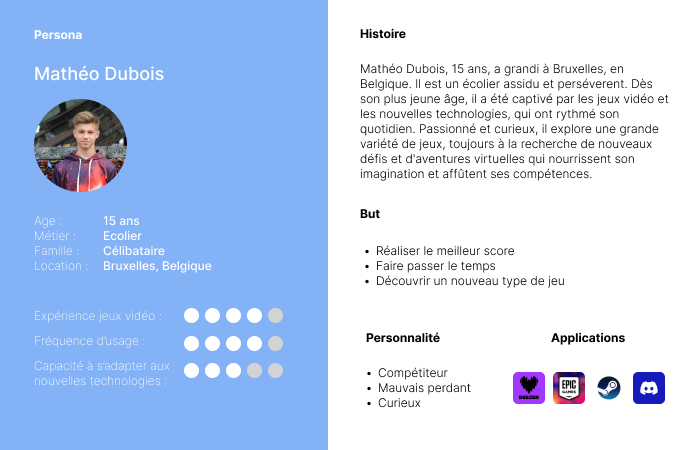 Persona
Mathéo Dubois
Age : 15 ans
Métier : Ecolier
Famille : Célibataire
Location : Bruxelles, Belgique
Expérience jeux vidéo :
Fréquence d'usage :
Capacité à s'adapter aux
nouvelles technologies :
Histoire
Mathéo Dubois, 15 ans, a grandi à Bruxelles, en
Belgique. Il est un écolier assidu et persévérent. Dès
son plus jeune âge, il a été captivé par les jeux vidéo et
les nouvelles technologies, qui ont rythmé son
quotidien. Passionné et curieux, il explore une grande
variété de jeux, toujours à la recherche de nouveaux
défis et d'aventures virtuelles qui nourrissent son
imagination et affûtent ses compétences.
But
• Réaliser le meilleur score
• Faire passer le temps
• Découvrir un nouveau type de jeu
Personnalité
• Compétiteur
• Mauvais perdant
• Curieux
Applications
DEEZER
EPIC
GAMES